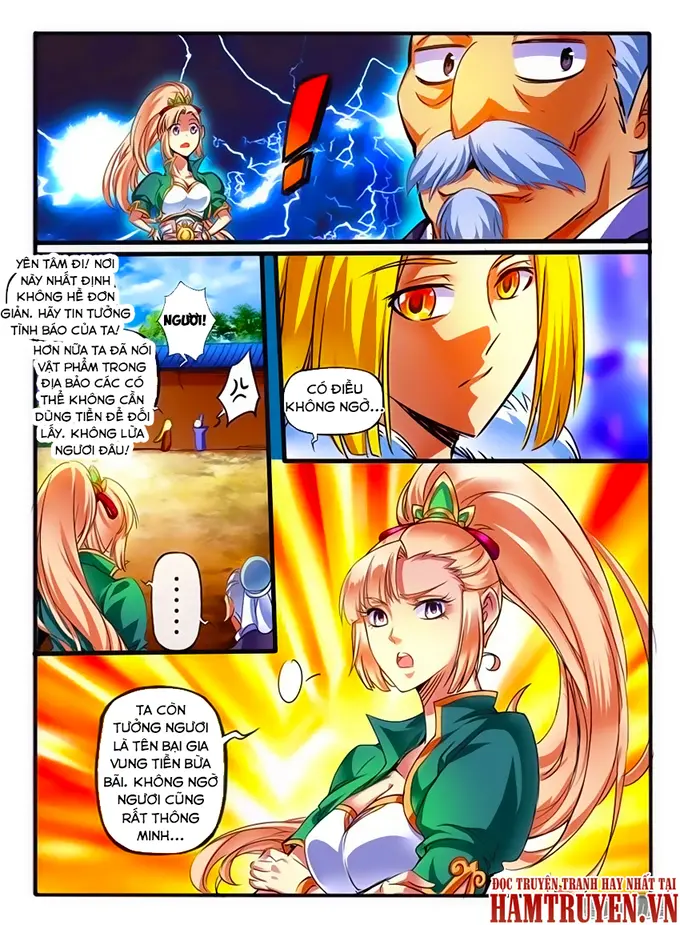 !
YÊN TÂM ĐI! NƠI
NÀY NHẤT ĐỊNH
KHÔNG HỀ ĐƠN
GIẢN. HÃY TIN TƯỞNG
TÌNH BÁO CỦA TA!
HƠN NỮA TA ĐÃ NÓI
VẬT PHẨM TRONG
ĐỊA BẢO CÁC CÓ
THỂ KHÔNG CẦN
DÙNG TIỀN ĐỂ ĐỔI
LẤY. KHÔNG LỪA
NGƯƠI ĐÂU!
NGƯƠI!
CÓ ĐIỀU
KHÔNG NGỜ...
......
TA CÒN
TƯỞNG NGƯƠI
LÀ TÊN BẠI GIA
VUNG TIỀN BỪA
BÃI. KHÔNG NGỜ
NGƯƠI CŨNG
RẤT THÔNG
MINH...
ĐỌC TRUYỆN TRANH HAY NHẤT TẠI
HAMTRUYEN.VN